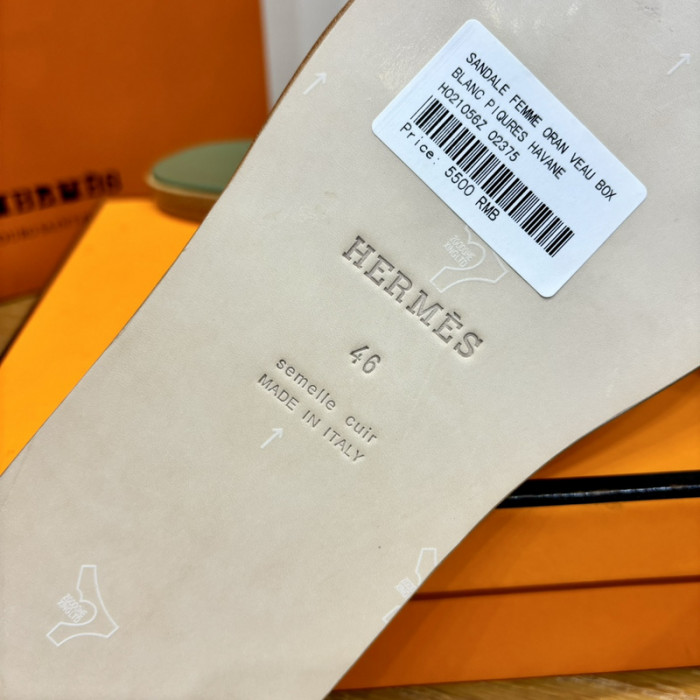 SANDALE FEMME ORAN VEAU BOX
BLANC PIQURES HAVANE
H021056Z 02375
Price: 5500 RMB
HERMÈS
46
semelle cuir
MADE IN ITALY